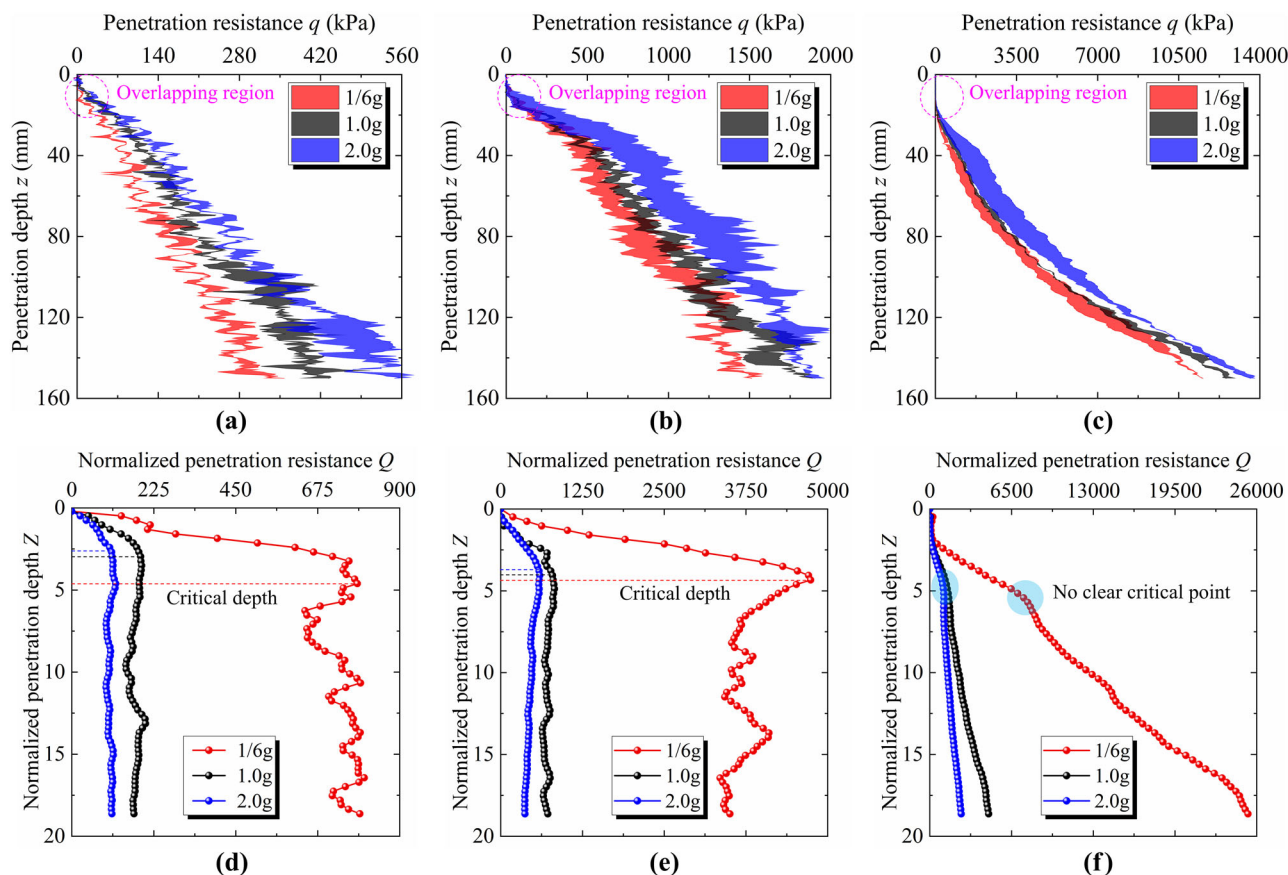 Penetration resistance q (kPa)
0 140 280 420 560
0
40
80
120
160
Penetration depth z (mm)
Overlapping region
1/6g
1.0g
2.0g
(a)
Penetration resistance q (kPa)
0 500 1000 1500 2000
0
40
80
120
160
Penetration depth z (mm)
Overlapping region
1/6g
1.0g
2.0g
(b)
Penetration resistance q (kPa)
0 3500 7000 10500 14000
0
40
80
120
160
Penetration depth z (mm)
Overlapping region
1/6g
1.0g
2.0g
(c)
Normalized penetration resistance Q
0 225 450 675 900
0
5
10
15
20
Normalized penetration depth Z
Critical depth
1/6g
1.0g
2.0g
(d)
Normalized penetration resistance Q
0 1250 2500 3750 5000
0
5
10
15
20
Normalized penetration depth Z
Critical depth
1/6g
1.0g
2.0g
(e)
Normalized penetration resistance Q
0 6500 13000 19500 26000
0
5
10
15
20
Normalized penetration depth Z
No clear critical point
1/6g
1.0g
2.0g
(f)